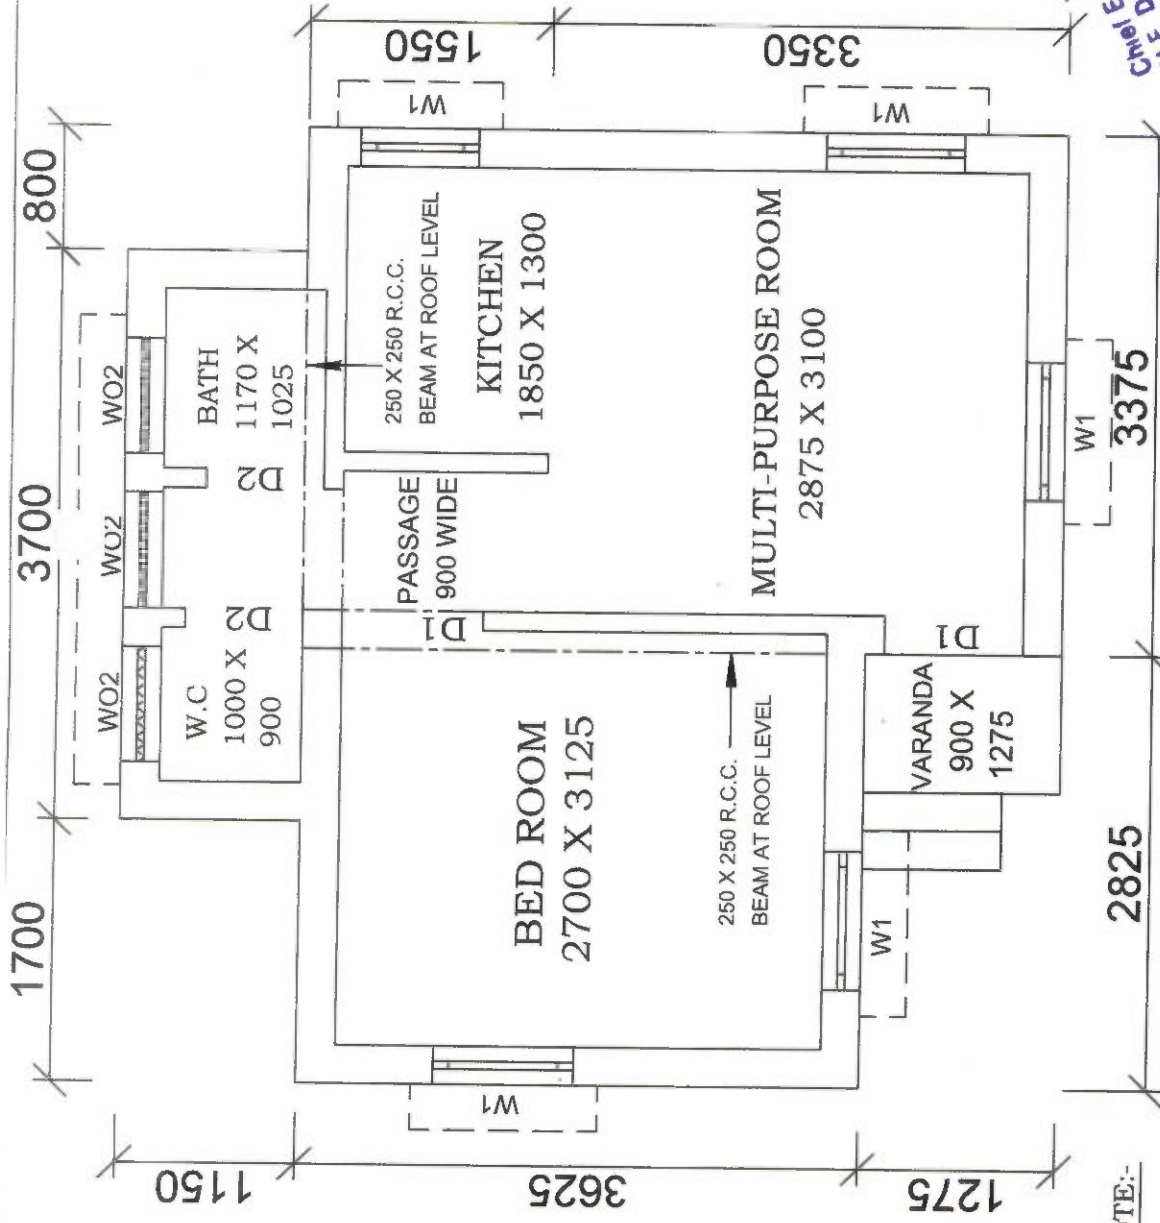 800
3700
1700
1550
3350
1150
3625
1275
3375
2825
WO2
WO2
WO2
BATH
1170 X
1025
D2
D2
W.C
1000 X
900
W1
W1
W1
W1
W1
250 X 250 R.C.C.
BEAM AT ROOF LEVEL
KITCHEN
1850 X 1300
PASSAGE
900 WIDE
D1
MULTI-PURPOSE ROOM
2875 X 3100
D1
BED ROOM
2700 X 3125
250 X 250 R.C.C.
BEAM AT ROOF LEVEL
VARANDA
900 X
1275
TE:-
Chief E